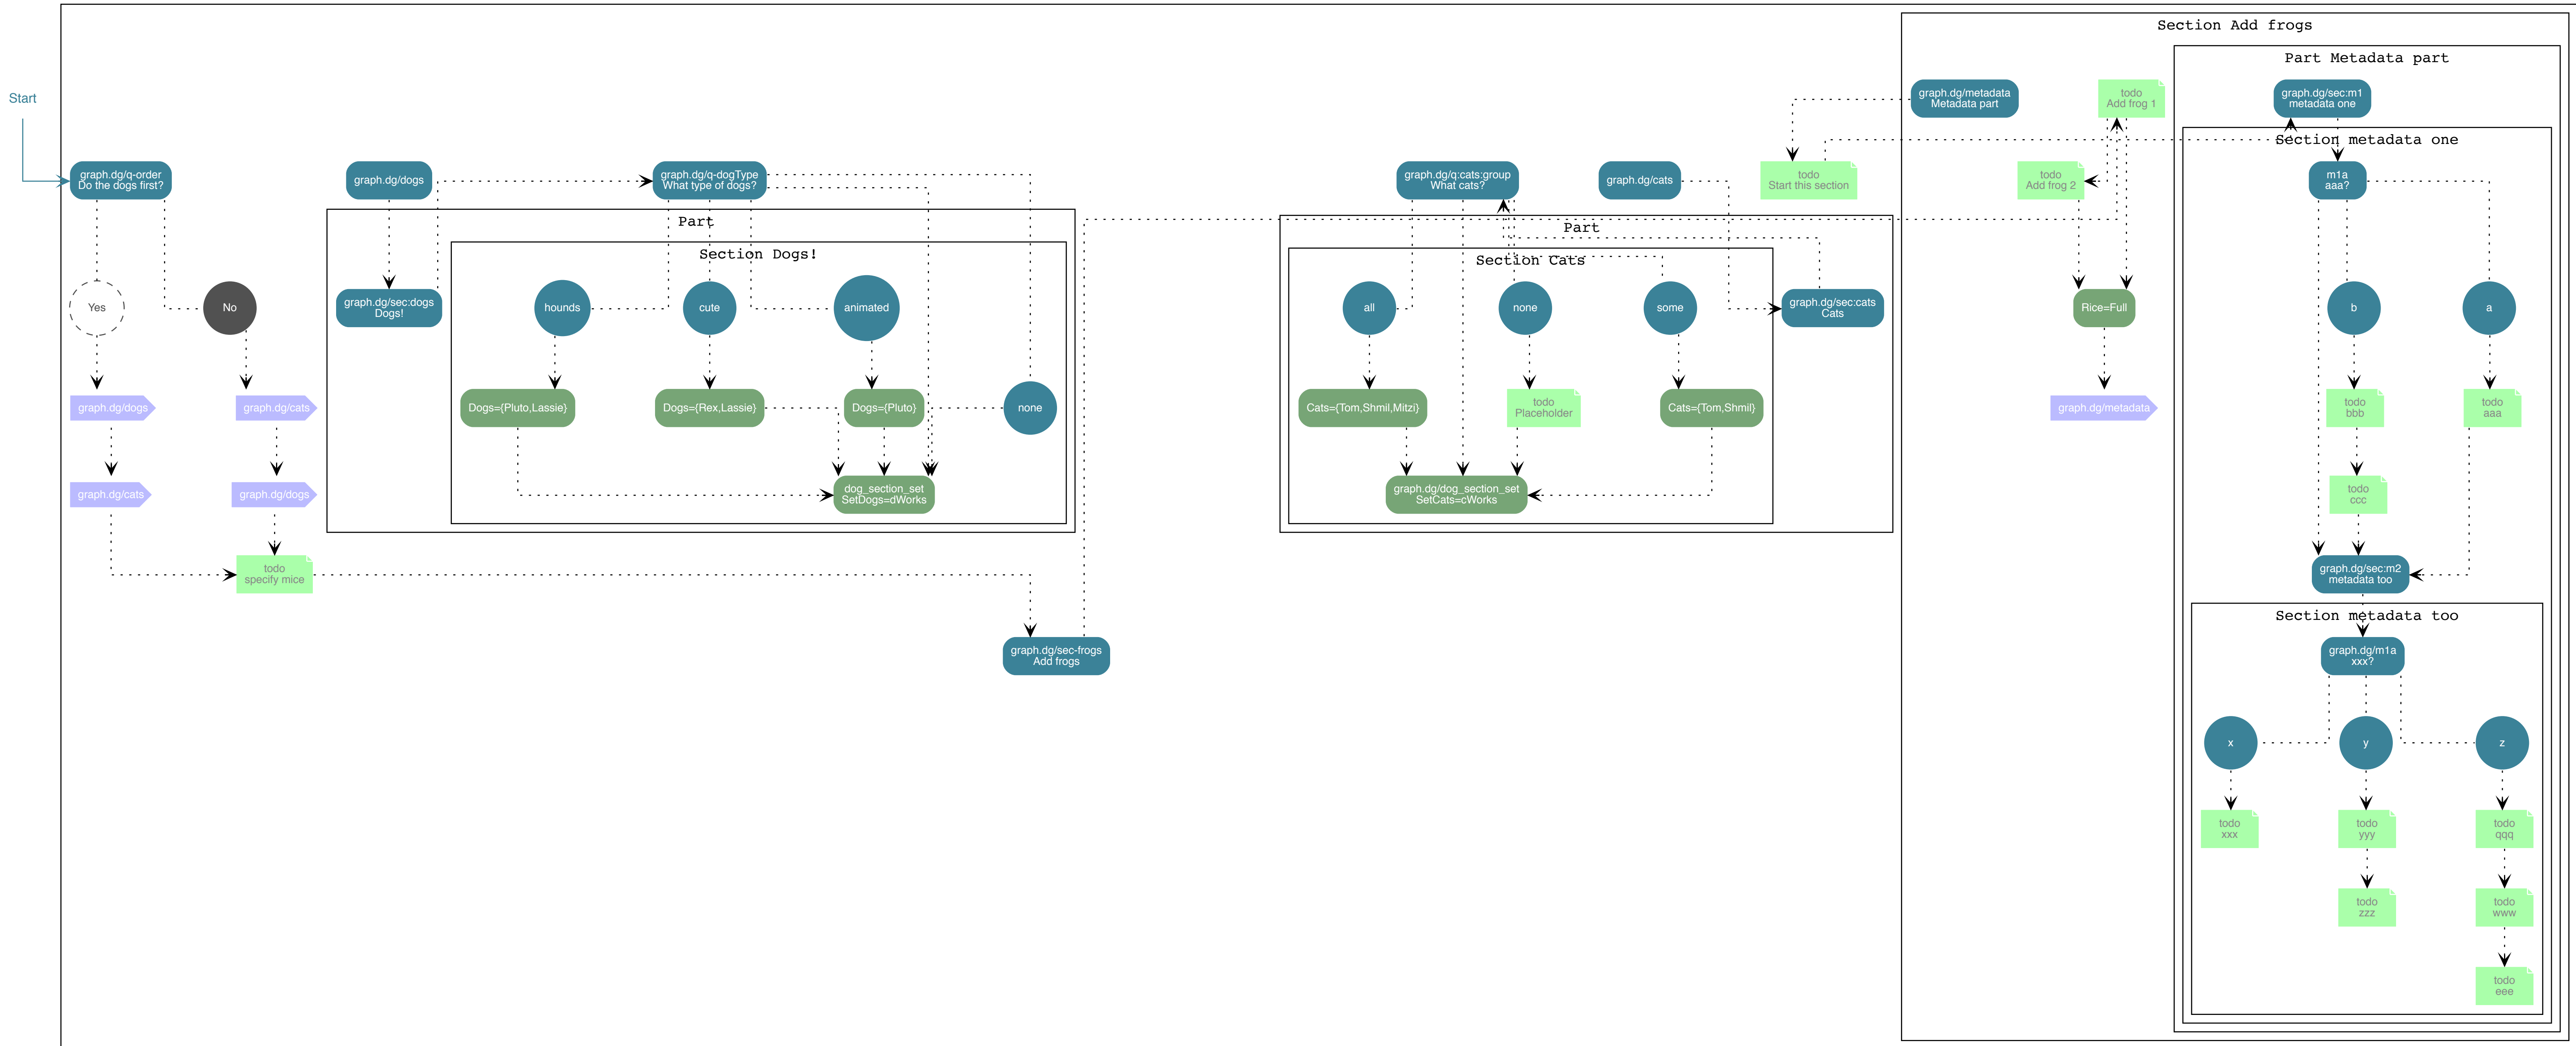 Section Add frogs
Part Metadata part
Start
graph.dg/metadata
Metadata part
todo
Add frog 1
graph.dg/sec:m1
metadata one
Section metadata one
graph.dg/q-order
Do the dogs first?
graph.dg/dogs
graph.dg/q-dogType
What type of dogs?
graph.dg/q:cats:group
What cats?
graph.dg/cats
todo
Start this section
todo
Add frog 2
m1a
aaa?
Part
Part
Section Dogs!
Section Cats
Yes
No
graph.dg/sec:dogs
Dogs!
hounds
cute
animated
all
none
some
graph.dg/sec:cats
Cats
Rice=Full
b
a
graph.dg/dogs
graph.dg/cats
Dogs={Pluto,Lassie}
Dogs={Rex,Lassie}
Dogs={Pluto}
none
Cats={Tom,Shmil,Mitzi}
todo
Placeholder
Cats={Tom,Shmil}
graph.dg/metadata
todo
bbb
todo
aaa
graph.dg/cats
graph.dg/dogs
dog_section_set
SetDogs=dWorks
graph.dg/dog_section_set
SetCats=cWorks
todo
ccc
todo
specify mice
graph.dg/sec:m2
metadata too
Section metadata too
graph.dg/sec-frogs
Add frogs
graph.dg/m1a
xxx?
x
y
z
todo
xxx
todo
yyy
todo
qqq
todo
zzz
todo
www
todo
eee